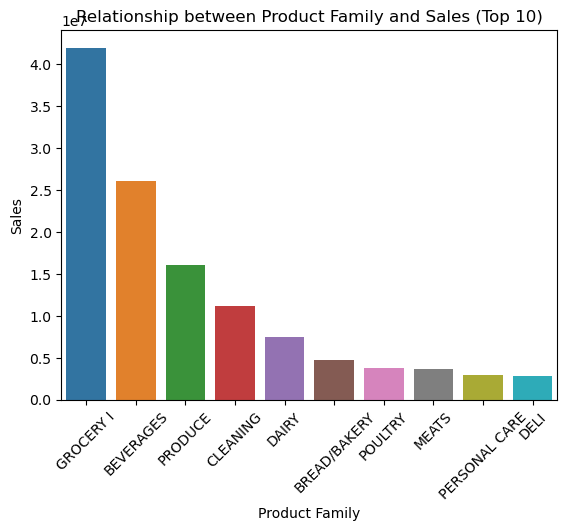 Relationship between Product Family and Sales (Top 10)
1e7
4.0
3.5
3.0
2.5
2.0
1.5
1.0
0.5
0.0
Sales
GROCERY I
BEVERAGES
PRODUCE
CLEANING
DAIRY
BREAD/BAKERY
POULTRY
MEATS
PERSONAL CARE
DELI
Product Family